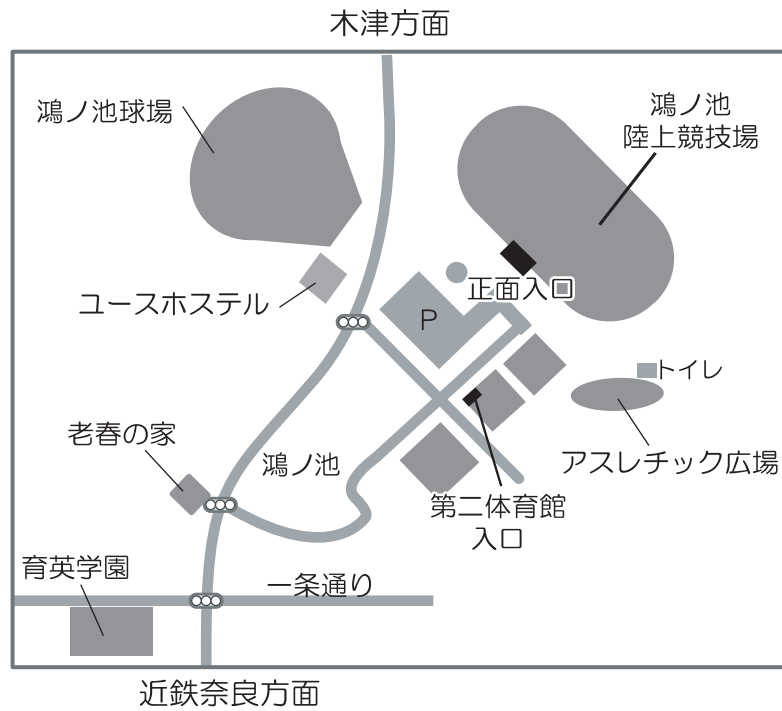 木津方面
鴻ノ池球場
鴻ノ池
陸上競技場
正面入口
ユースホステル
P
トイレ
老春の家
鴻ノ池
アスレチック広場
第二体育館
入口
育英学園
一条通り
近鉄奈良方面